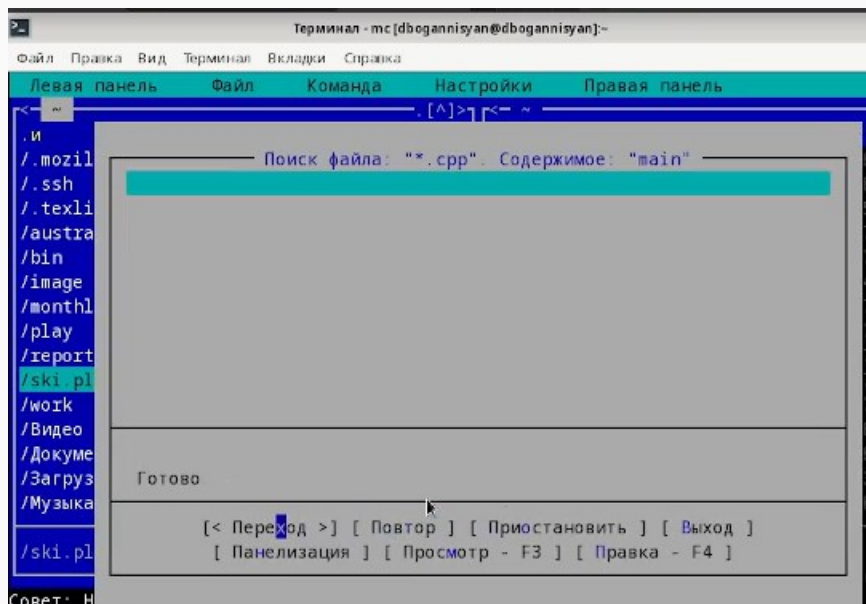 Терминал - mc [dbogannisyan@dbogannisyan]:~
Файл Правка Вид Терминал Вкладки Справка
Левая панель Файл Команда Настройки Правая панель
<─ ~ .[^]> <─ ~
.и
/.mozil
/.ssh
/.texli
/austra
/bin
/image
/monthl
/play
/report
/ski.pl
/work
/Видео
/Докуме
/Загруз
/Музыка
/ski.pl
Совет: Н
Поиск файла: "*.cpp". Содержимое: "main"
Готово
[< Переход >] [ Повтор ] [ Приостановить ] [ Выход ]
[ Панелизация ] [ Просмотр - F3 ] [ Правка - F4 ]